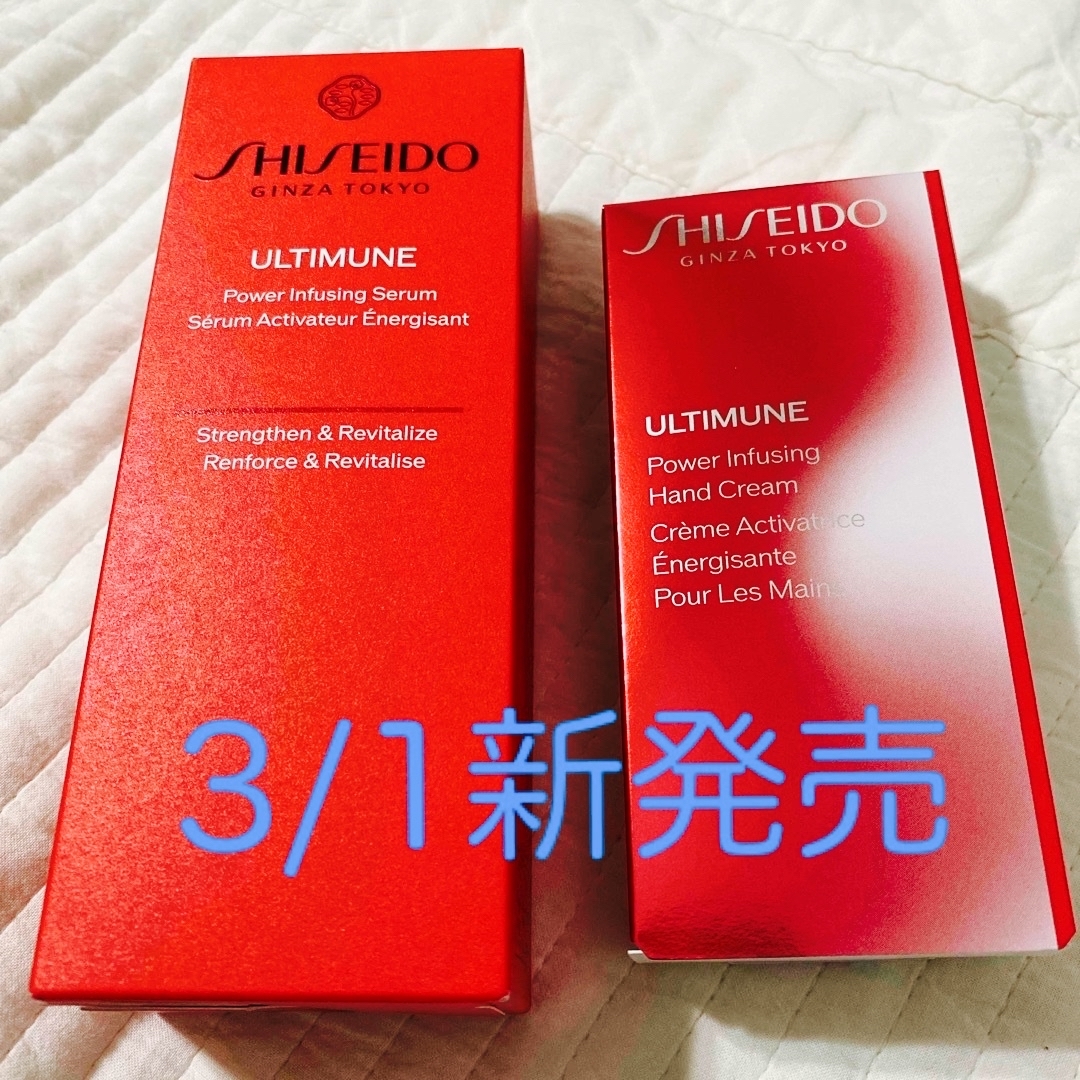 SHISEIDO
GINZA TOKYO
ULTIMUNE
Power Infusing Serum
Sérum Activateur Énergisant
Strengthen & Revitalize
Renforce & Revitalise
SHISEIDO
GINZA TOKYO
ULTIMUNE
Power Infusing
Hand Cream
Crème Activatrice
Énergisante
Pour Les Mains
3/1新発売